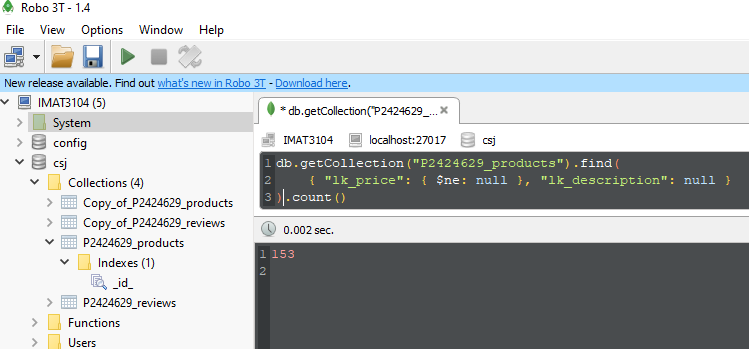 Robo 3T - 1.4
File View Options Window Help
New release available. Find out what's new in Robo 3T - Download here.
IMAT3104 (5)
System
config
csj
Collections (4)
Copy_of_P2424629_products
Copy_of_P2424629_reviews
P2424629_products
Indexes (1)
_id_
P2424629_reviews
Functions
Users
* db.getCollection("P2424629_...
IMAT3104 localhost:27017 csj
1 db.getCollection("P2424629_products").find(
2 { "lk_price": { $ne: null }, "lk_description": null }
3 ).count()
0.002 sec.
1 153
2